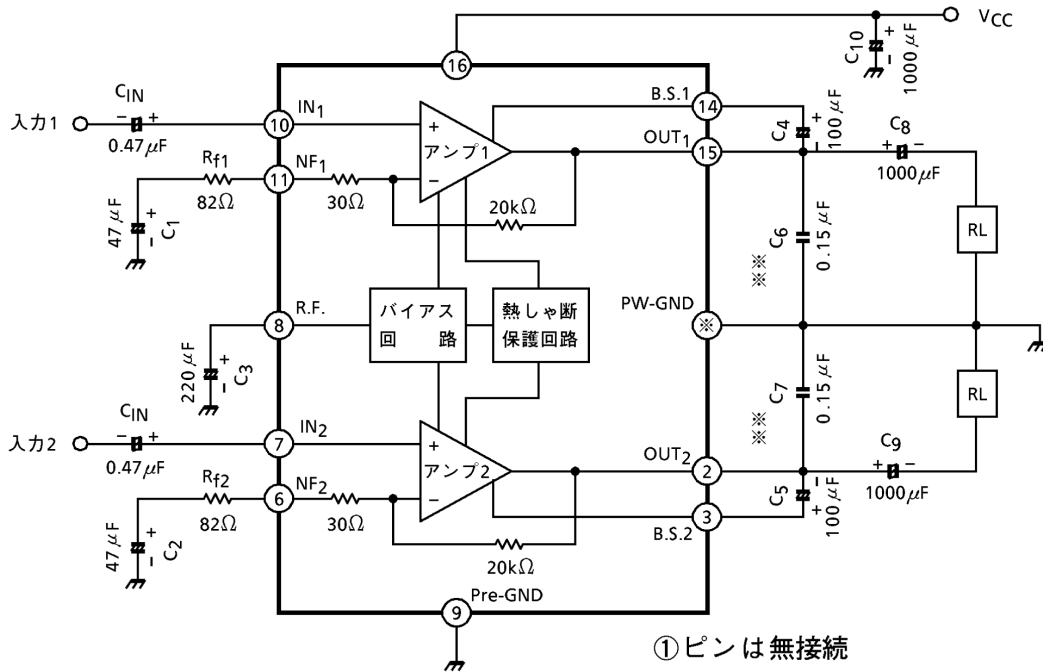 VCC
C10
+
-
1000μF
16
CIN
入力1
- +
0.47μF
10
IN1
+
アンプ1
-
B.S.1
14
C4
+
-
100μF
OUT1
15
C8
+ -
1000μF
Rf1
82Ω
11
NF1
30Ω
20kΩ
47μF
+
-
C1
C6
0.15μF
※※
RL
R.F.
8
バイアス
回 路
熱しゃ断
保護回路
PW-GND
※
220μF
+
-
C3
C7
0.15μF
※※
RL
CIN
入力2
- +
0.47μF
7
IN2
+
アンプ2
-
OUT2
2
C9
+ -
1000μF
Rf2
82Ω
6
NF2
30Ω
20kΩ
B.S.2
3
C5
-
+
100μF
47μF
+
-
C2
Pre-GND
9
①ピンは無接続